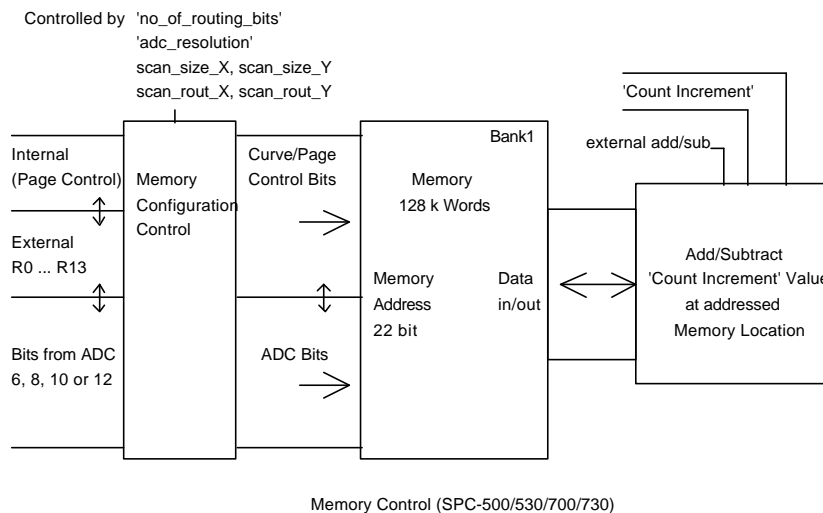 Controlled by 'no_of_routing_bits'
'adc_resolution'
scan_size_X, scan_size_Y
scan_rout_X, scan_rout_Y
'Count Increment'
external add/sub
Internal
(Page Control)
External
R0 ... R13
Bits from ADC
6, 8, 10 or 12
Memory
Configuration
Control
Curve/Page
Control Bits
ADC Bits
Bank1
Memory
128 k Words
Memory
Address
22 bit
Data
in/out
Add/Subtract
'Count Increment' Value
at addressed
Memory Location
Memory Control (SPC-500/530/700/730)